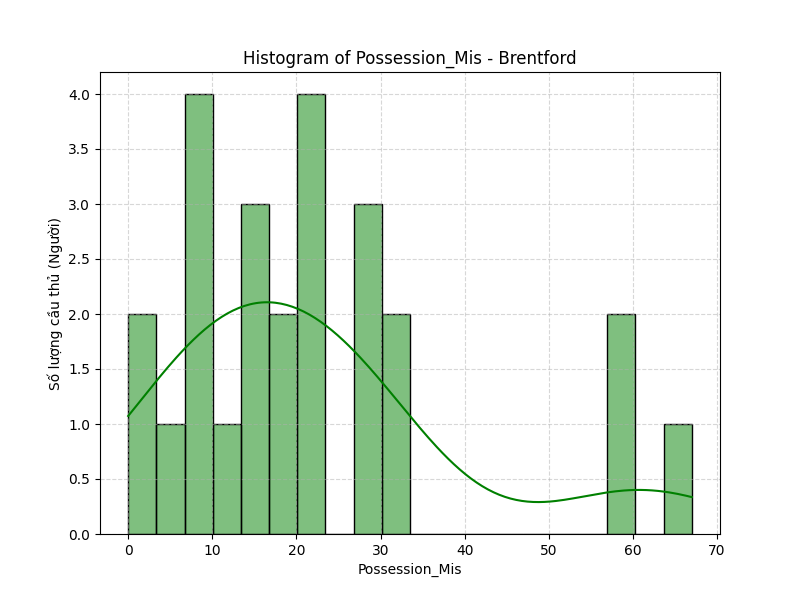 Histogram of Possession_Mis - Brentford
Số lượng cầu thủ (Người)
4.0
3.5
3.0
2.5
2.0
1.5
1.0
0.5
0.0
0 10 20 30 40 50 60 70
Possession_Mis